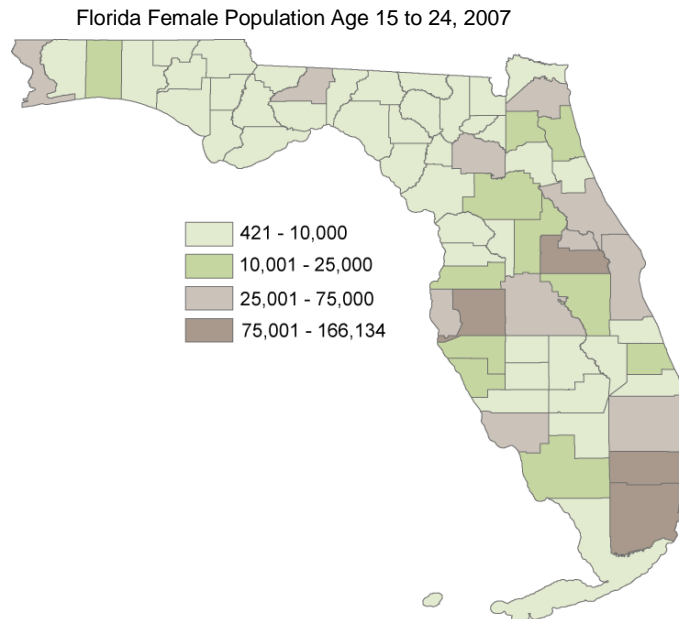 Florida Female Population Age 15 to 24, 2007
421 - 10,000
10,001 - 25,000
25,001 - 75,000
75,001 - 166,134